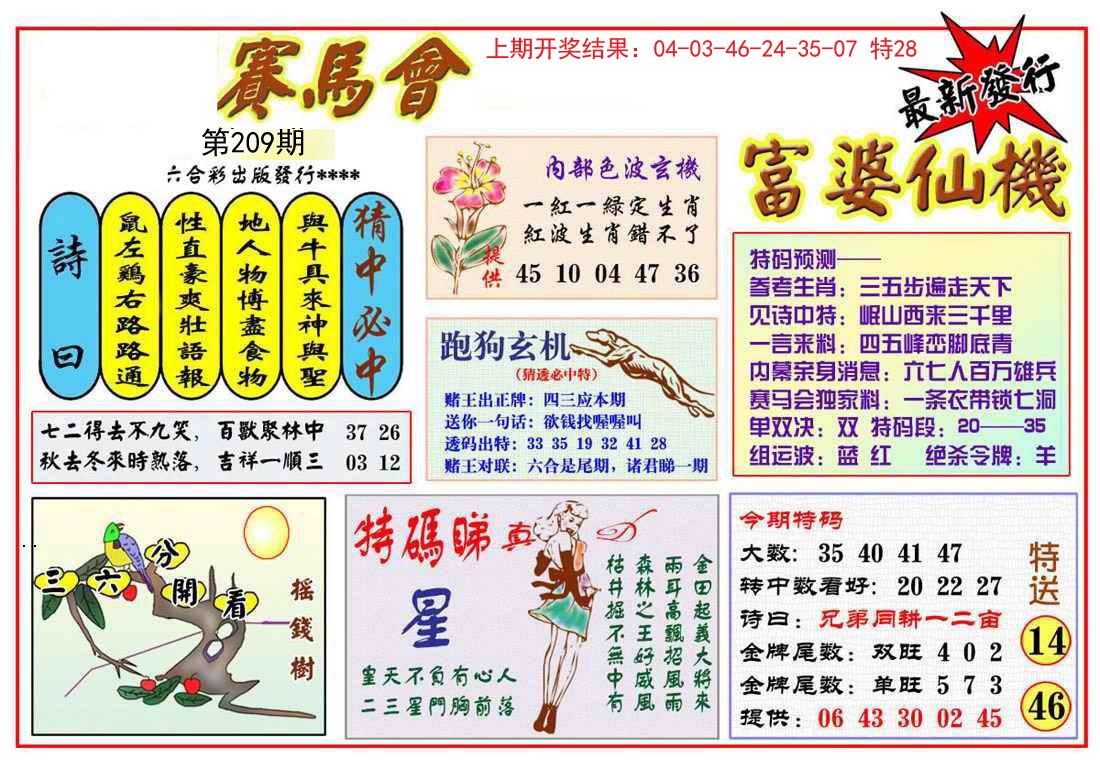 上期开奖结果：04-03-46-24-35-07 特28
賽馬會
第209期
六合彩出版發行****
最新發行
富婆仙機
詩曰
鼠左鷄右路路通
性直豪爽壯語報
地人物博盡食物
與牛具來神與聖
猜中必中
七二得去不九笑，百獸聚林中 37 26
秋去冬來時熟落，吉祥一順三 03 12
內部色波玄機
一紅一綠定生肖
紅波生肖錯不了
提供 45 10 04 47 36
跑狗玄机
（猜透必中特）
赌王出正牌：四三应本期
送你一句话：欲钱找喔喔叫
透码出特：33 35 19 32 41 28
赌王对联：六合是尾期，诸君睇一期
特码预测——
参考生肖：三五步遍走天下
见诗中特：岷山西来三千里
一言来料：四五峰峦脚底青
内幕亲身消息：六七人百万雄兵
赛马会独家料：一条衣带锁七洞
单双决：双 特码段：20——35
组运波：蓝 红 绝杀令牌：羊
三六分開看
搖錢樹
特碼睇真D
星
皇天不負有心人
二三星門胸前落
金田起義大將來
兩耳高飄招風雨
森林之王好威風
枯井掘不無中有
今期特码
大数：35 40 41 47
转中数看好：20 22 27
诗曰：兄弟同耕一二亩
金牌尾数：双旺 4 0 2
金牌尾数：单旺 5 7 3
提供：06 43 30 02 45
特送
14
46